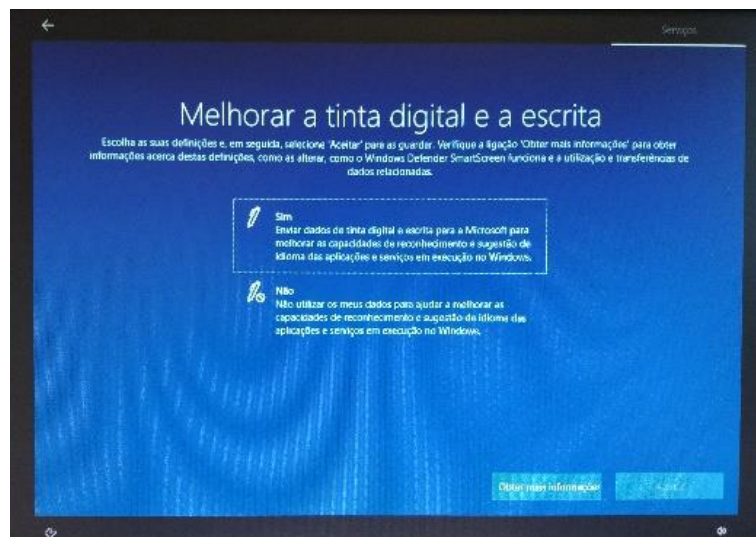 Serviços
Melhorar a tinta digital e a escrita
Escolha as suas definições e, em seguida, selecione 'Aceitar' para as guardar. Verifique a ligação 'Obter mais informações' para obter
informações acerca destas definições, como as alterar, como o Windows Defender SmartScreen funciona e a utilização e transferências de
dados relacionadas.
Sim
Enviar dados de tinta digital e escrita para a Microsoft para
melhorar as capacidades de reconhecimento e sugestão de
idioma das aplicações e serviços em execução no Windows.
Não
Não utilizar os meus dados para ajudar a melhorar as
capacidades de reconhecimento e sugestão de idioma das
aplicações e serviços em execução no Windows.
Obter mais informações